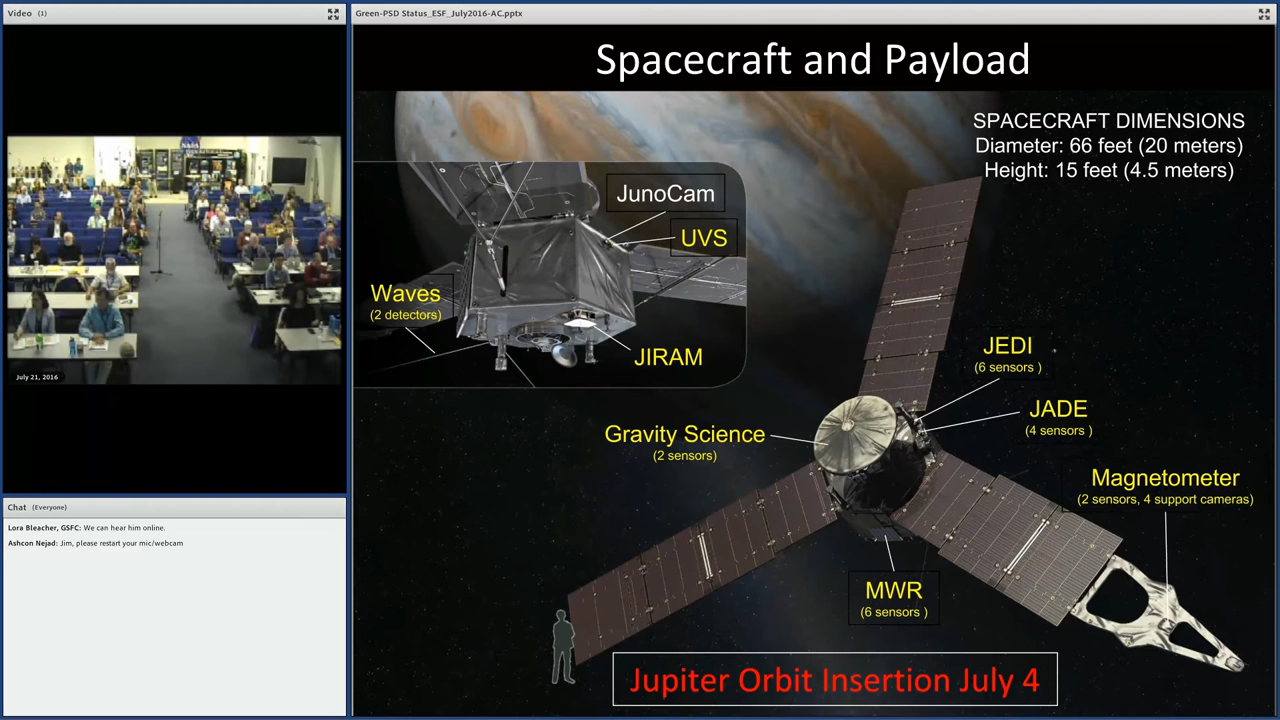 Video (1)
NASA
July 21, 2016
Chat (Everyone)
Lora Bleacher, GSFC: We can hear him online.
Ashcon Nejad: Jim, please restart your mic/webcam
Green-PSD Status_ESF_July2016-AC.pptx
Spacecraft and Payload
SPACECRAFT DIMENSIONS
Diameter: 66 feet (20 meters)
Height: 15 feet (4.5 meters)
JunoCam
UVS
Waves
(2 detectors)
JIRAM
JEDI
(6 sensors )
JADE
(4 sensors )
Gravity Science
(2 sensors)
Magnetometer
(2 sensors, 4 support cameras)
MWR
(6 sensors )
Jupiter Orbit Insertion July 4